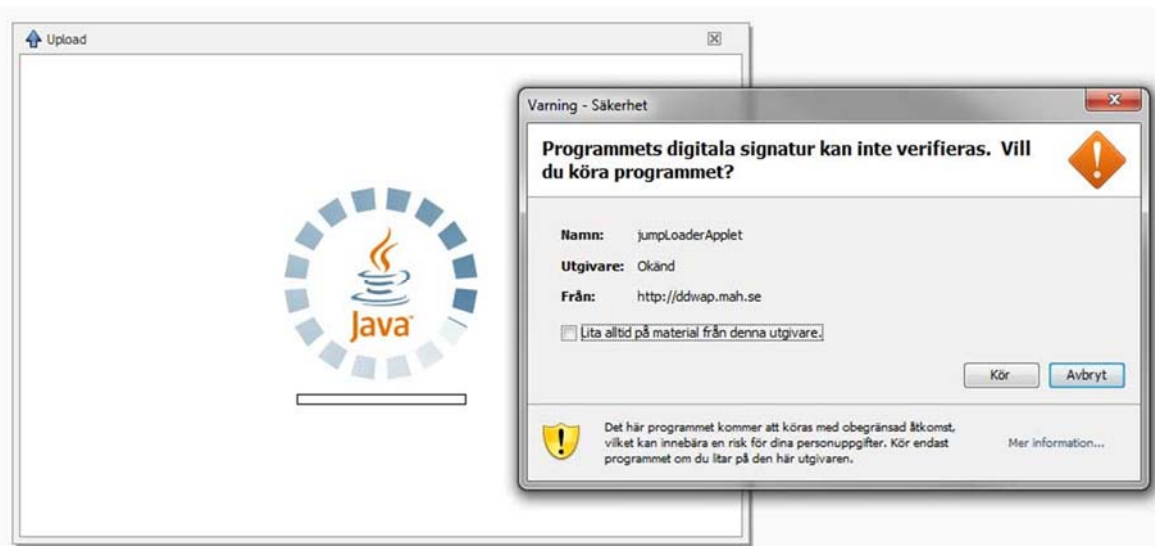 Upload
Java
Varning - Säkerhet
Programmets digitala signatur kan inte verifieras. Vill
du köra programmet?
Namn: jumpLoaderApplet
Utgivare: Okänd
Från: http://ddwap.mah.se
Lita alltid på material från denna utgivare.
Kör Avbryt
Det här programmet kommer att köras med obegränsad åtkomst,
vilket kan innebära en risk för dina personuppgifter. Kör endast
programmet om du litar på den här utgivaren.
Mer information...